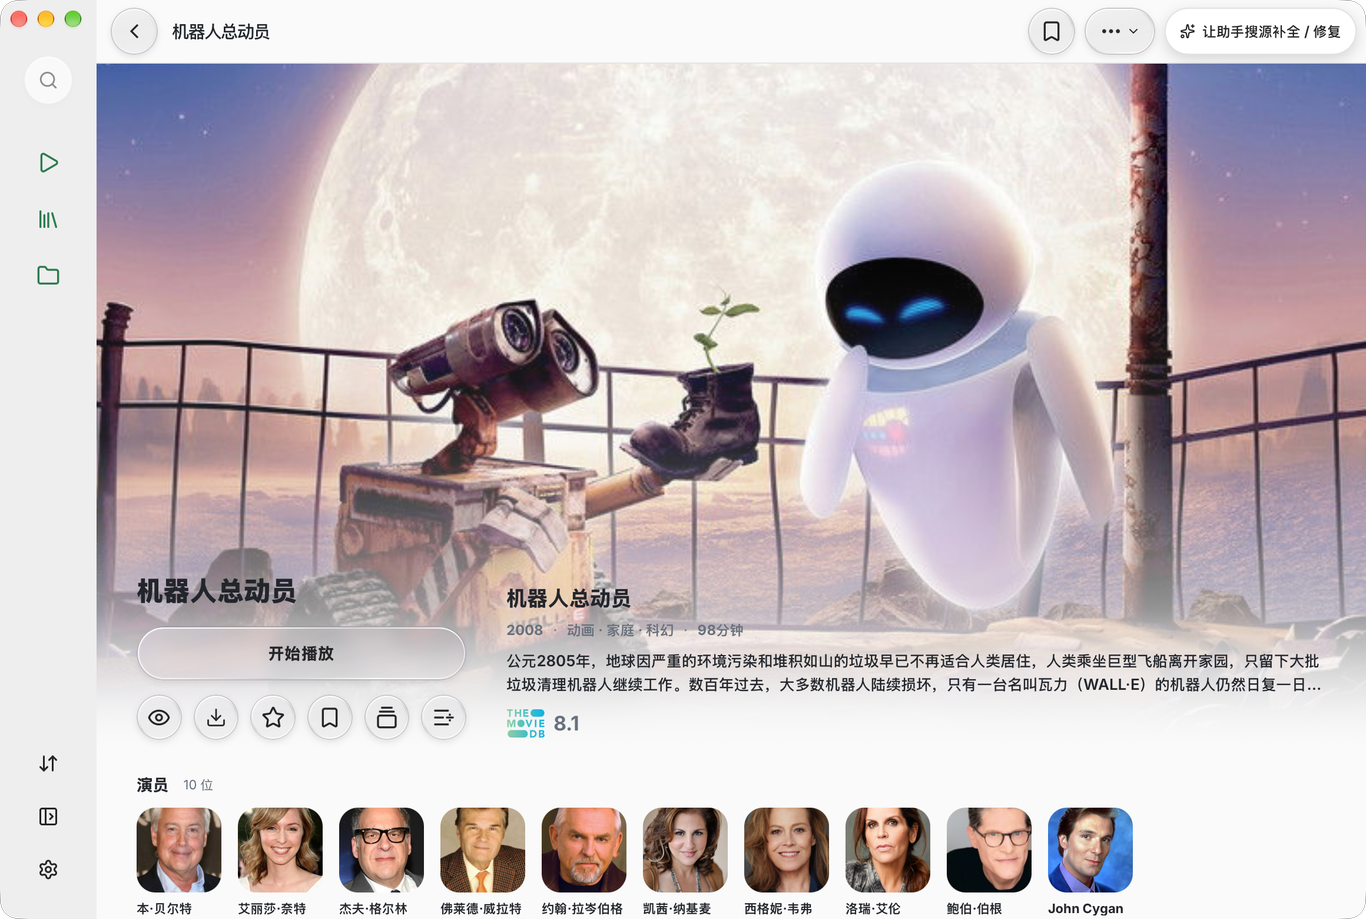 机器人总动员
让助手搜源补全 / 修复
机器人总动员
开始播放
机器人总动员
2008 · 动画 · 家庭 · 科幻 · 98分钟
公元2805年，地球因严重的环境污染和堆积如山的垃圾早已不再适合人类居住，人类乘坐巨型飞船离开家园，只留下大批
垃圾清理机器人继续工作。数百年过去，大多数机器人陆续损坏，只有一台名叫瓦力（WALL·E）的机器人仍然日复一日...
THE
MOVIE
DB
8.1
演员 10 位
本·贝尔特 艾丽莎·奈特 杰夫·格尔林 佛莱德·威拉特 约翰·拉岑伯格 凯茜·纳基麦 西格妮·韦弗 洛瑞·艾伦 鲍伯·伯根 John Cygan